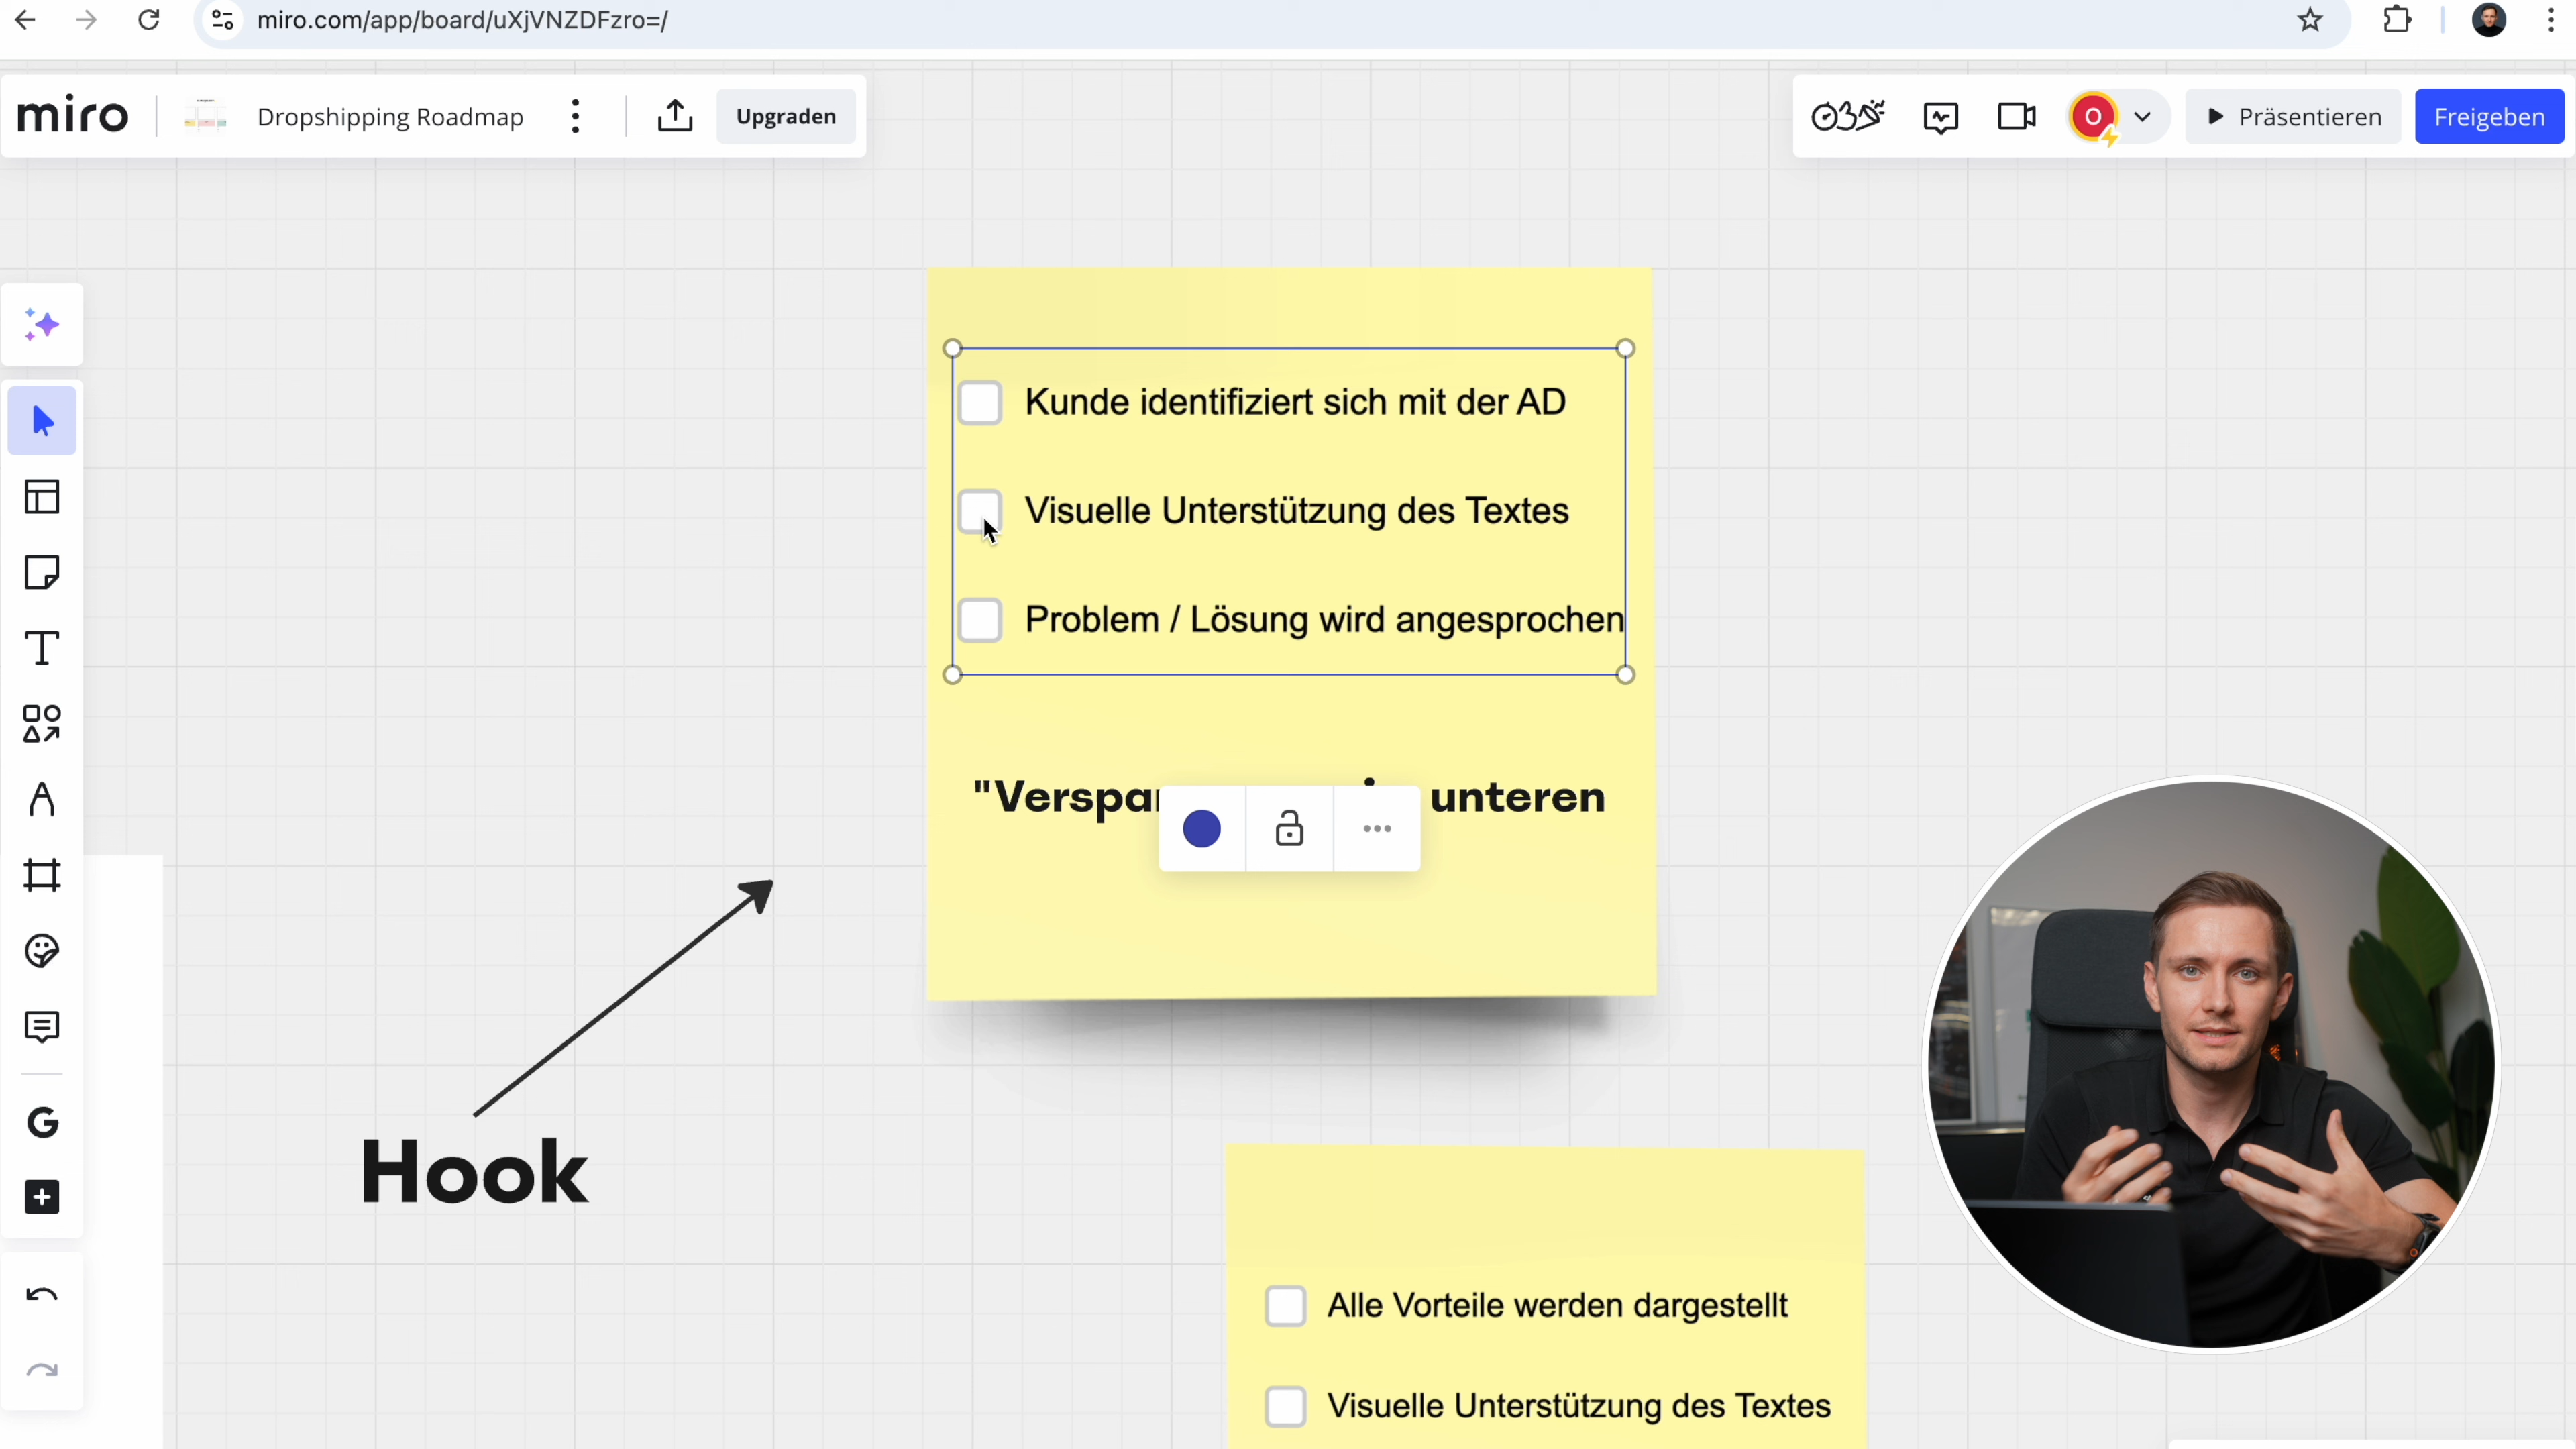 miro.com/app/board/uXjVNZDFzro=/
miro
Dropshipping Roadmap
Upgraden
O
Präsentieren
Freigeben
Kunde identifiziert sich mit der AD
Visuelle Unterstützung des Textes
Problem / Lösung wird angesprochen
unteren
Hook
Alle Vorteile werden dargestellt
Visuelle Unterstützung des Textes